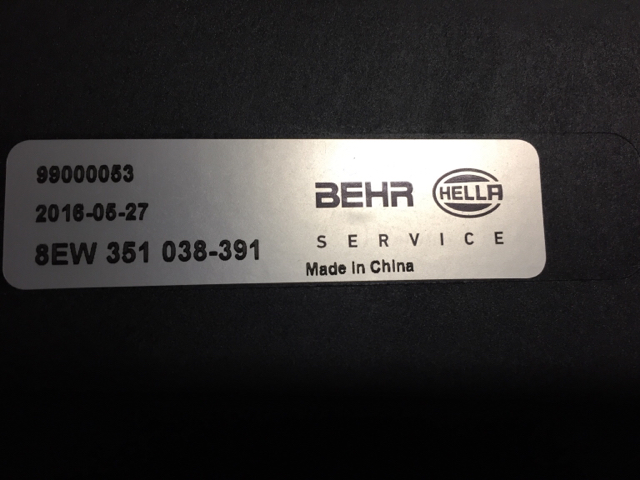 99000053
2016-05-27
8EW 351 038-391
BEHR HELLA
SERVICE
Made in China